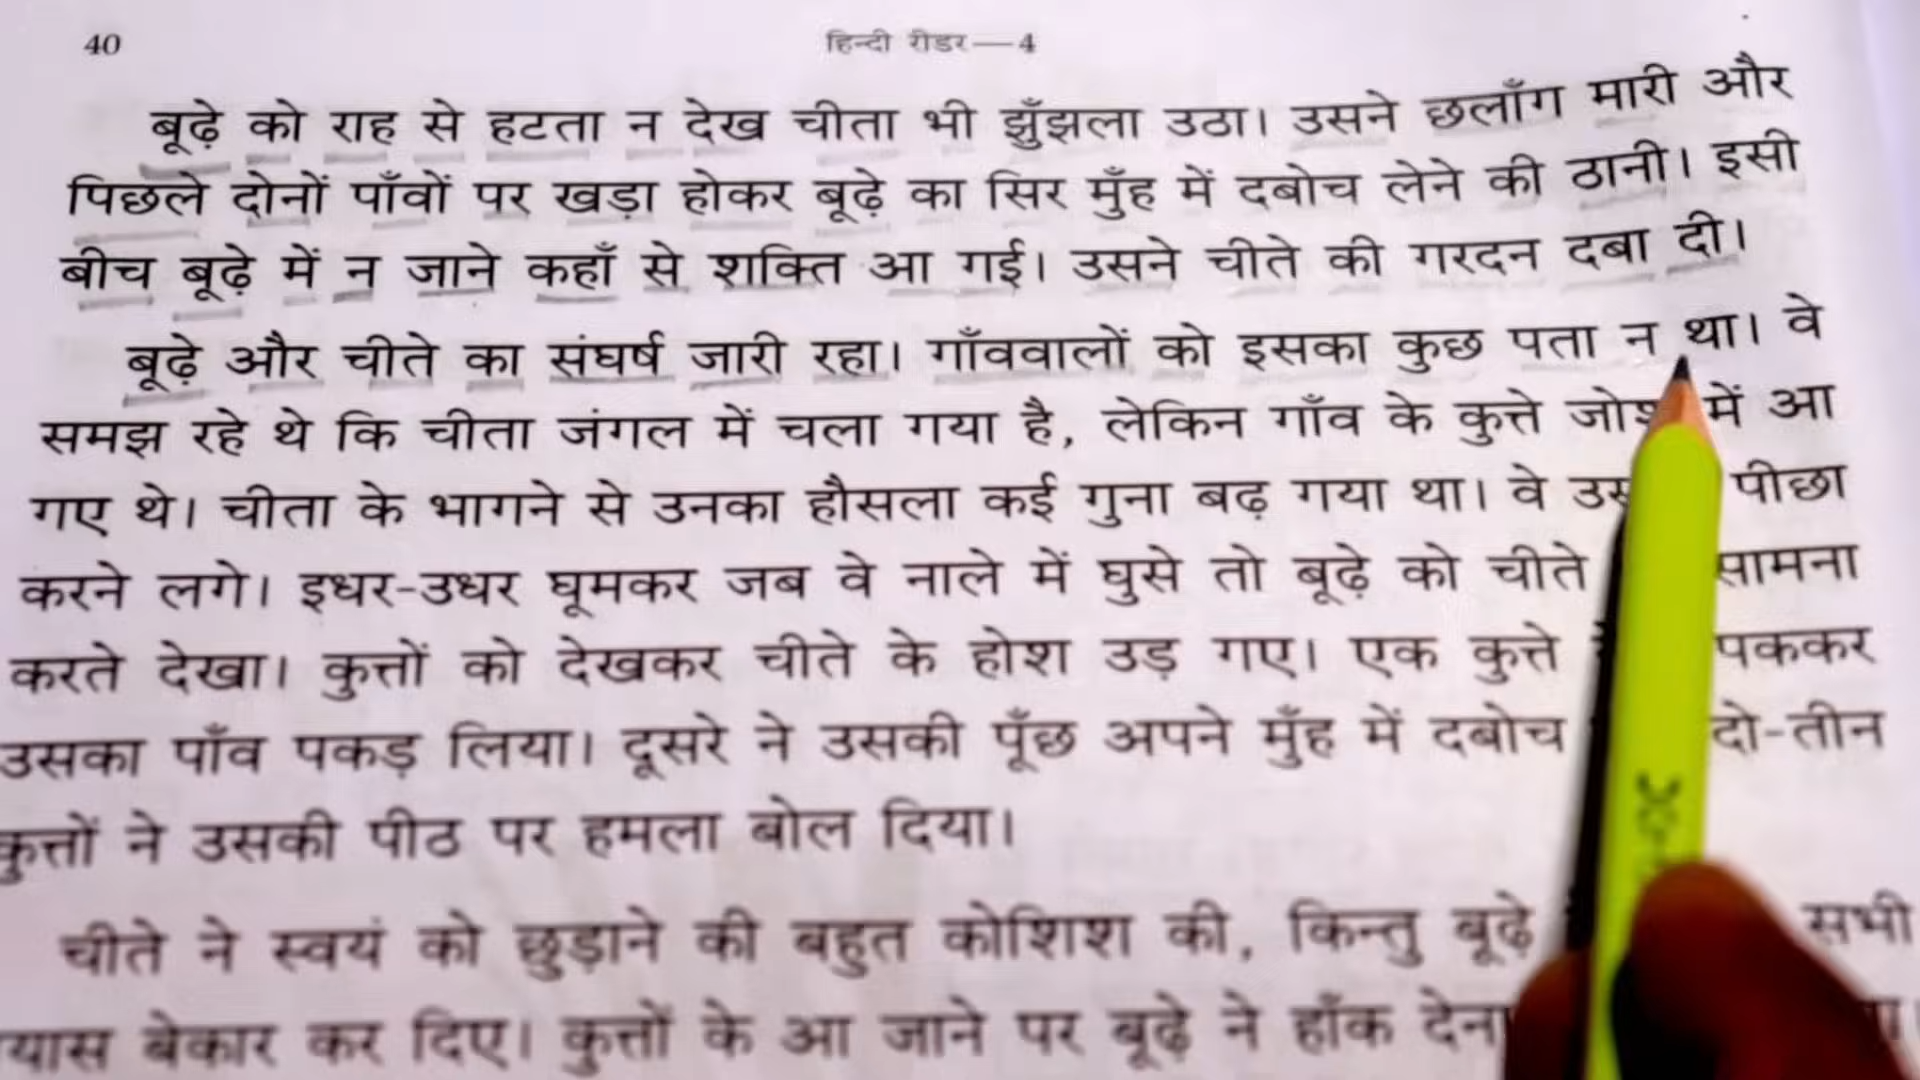 40 हिन्दी रीडर—4
बूढ़े को राह से हटता न देख चीता भी झुँझला उठा। उसने छलाँग मारी और
पिछले दोनों पाँवों पर खड़ा होकर बूढ़े का सिर मुँह में दबोच लेने की ठानी। इसी
बीच बूढ़े में न जाने कहाँ से शक्ति आ गई। उसने चीते की गरदन दबा दी।
बूढ़े और चीते का संघर्ष जारी रहा। गाँववालों को इसका कुछ पता न था। वे
समझ रहे थे कि चीता जंगल में चला गया है, लेकिन गाँव के कुत्ते में आ
गए थे। चीता के भागने से उनका हौसला कई गुना बढ़ गया था। वे पीछा
करने लगे। इधर-उधर घूमकर जब वे नाले में घुसे तो बूढ़े को चीते सामना
करते देखा। कुत्तों को देखकर चीते के होश उड़ गए। एक कुत्ते
उसका पाँव पकड़ लिया। दूसरे ने उसकी पूँछ अपने मुँह में दबोच दो-तीन
कुत्तों ने उसकी पीठ पर हमला बोल दिया।
चीते ने स्वयं को छुड़ाने की बहुत कोशिश की, किन्तु बूढ़े सभी
बेकार कर दिए। कुत्तों के आ जाने पर बूढ़े ने हाँक